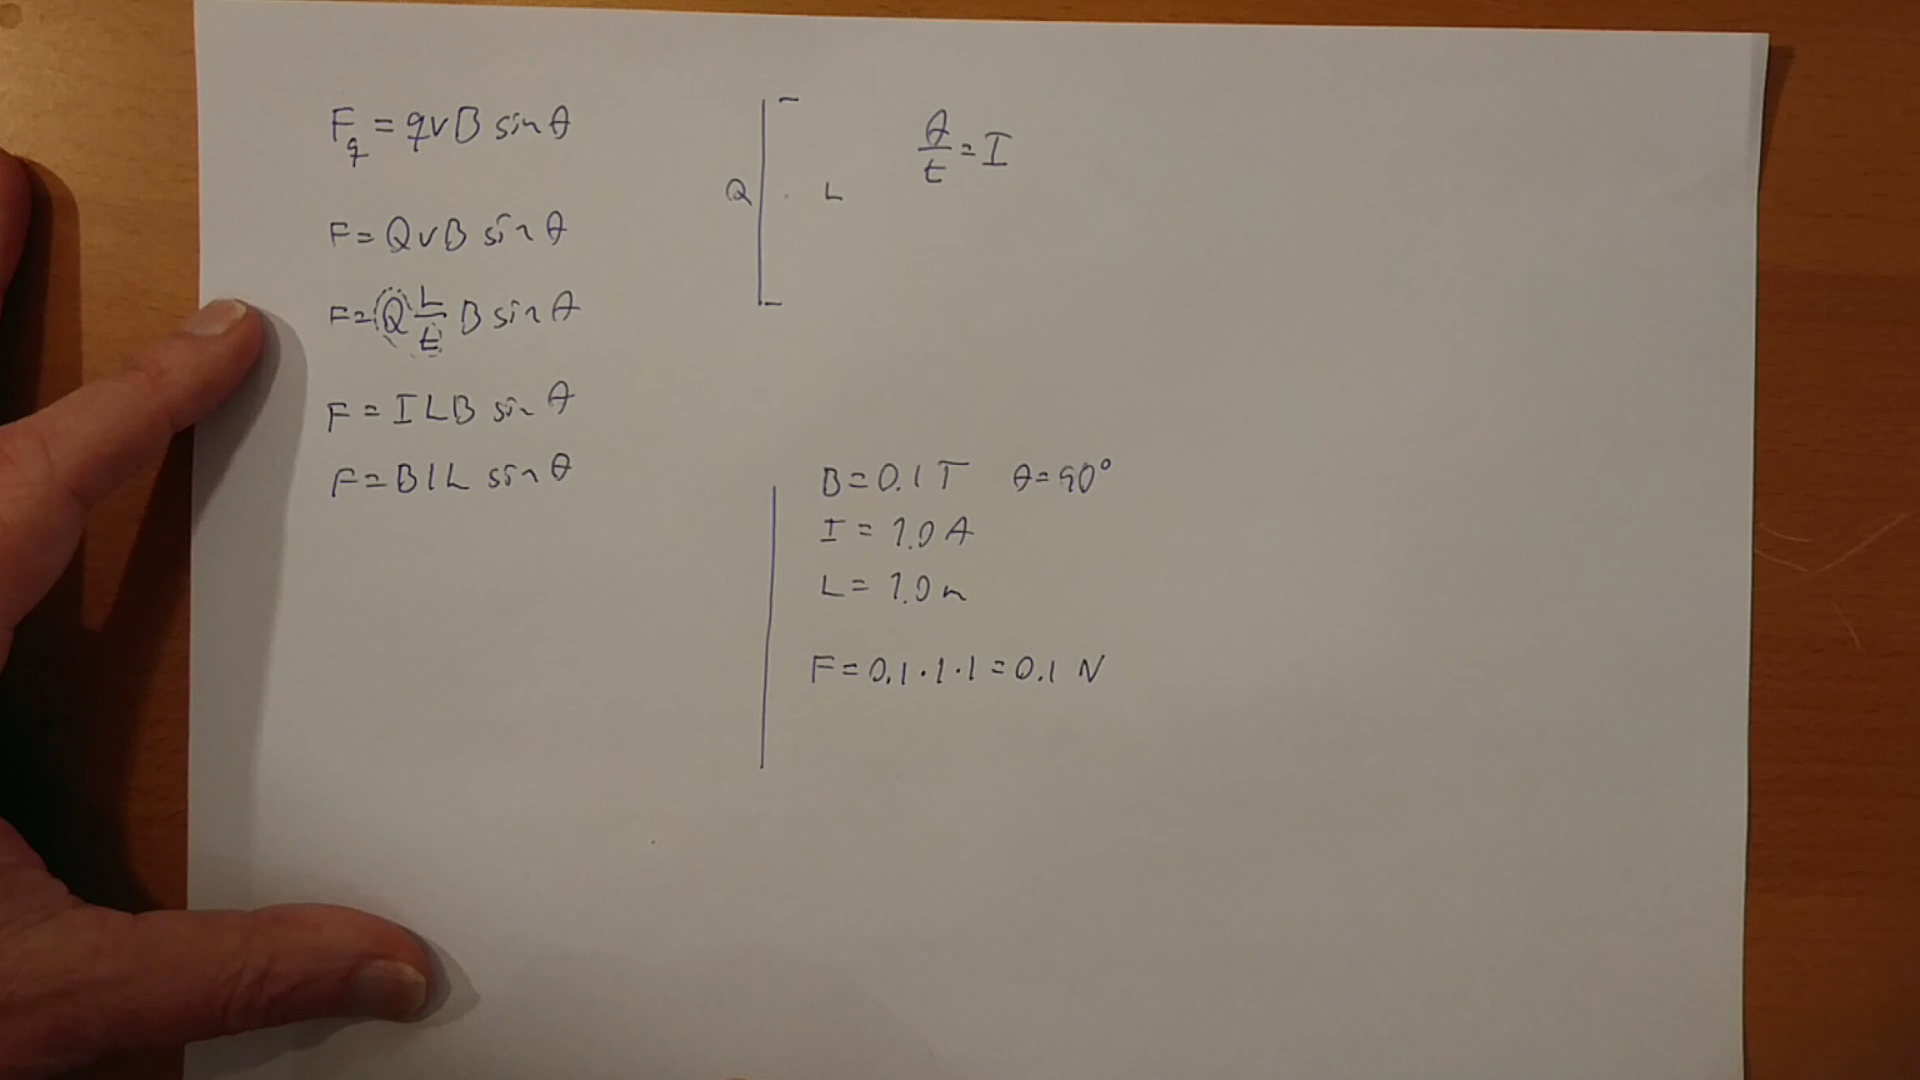 F_q = qvB sin θ
F = QvB sin θ
F = Q L/t B sin θ
F = ILB sin θ
F = BIL sin θ
Q L
θ/t = I
B = 0.1 T θ = 90°
I = 1.0 A
L = 1.0 m
F = 0.1 · 1 · 1 = 0.1 N